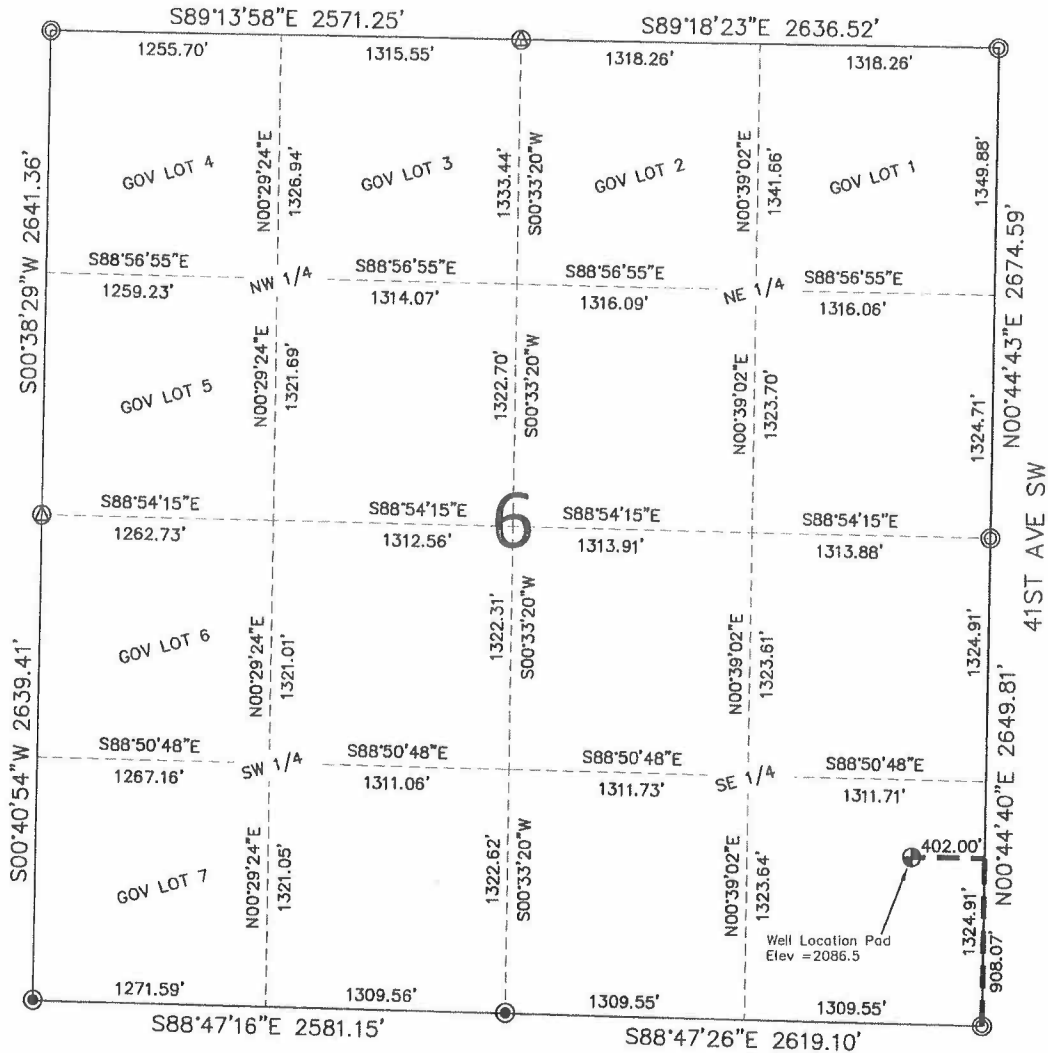 S89°13'58"E 2571.25'
S89°18'23"E 2636.52'
1255.70'
1315.55'
1318.26'
1318.26'
S00°38'29"W 2641.36'
GOV LOT 4
N00°29'24"E
1326.94'
GOV LOT 3
1333.44'
S00°33'20"W
GOV LOT 2
N00°39'02"E
1341.66'
GOV LOT 1
1349.88'
N00°44'43"E 2674.59'
S88°56'55"E
1259.23'
NW 1/4
S88°56'55"E
1314.07'
S88°56'55"E
1316.09'
NE 1/4
S88°56'55"E
1316.06'
GOV LOT 5
N00°29'24"E
1321.69'
1322.70'
S00°33'20"W
N00°39'02"E
1323.70'
1324.71'
41ST AVE SW
S88°54'15"E
1262.73'
S88°54'15"E
1312.56'
6
S88°54'15"E
1313.91'
S88°54'15"E
1313.88'
S00°40'54"W 2639.41'
GOV LOT 6
N00°29'24"E
1321.01'
1322.31'
S00°33'20"W
N00°39'02"E
1323.61'
1324.91'
N00°44'40"E 2649.81'
S88°50'48"E
1267.16'
SW 1/4
S88°50'48"E
1311.06'
S88°50'48"E
1311.73'
SE 1/4
S88°50'48"E
1311.71'
GOV LOT 7
N00°29'24"E
1321.05'
1322.62'
S00°33'20"W
N00°39'02"E
1323.64'
402.00'
Well Location Pad
Elev =2086.5
1324.91'
908.07'
1271.59'
1309.56'
1309.55'
1309.55'
S88°47'16"E 2581.15'
S88°47'26"E 2619.10'